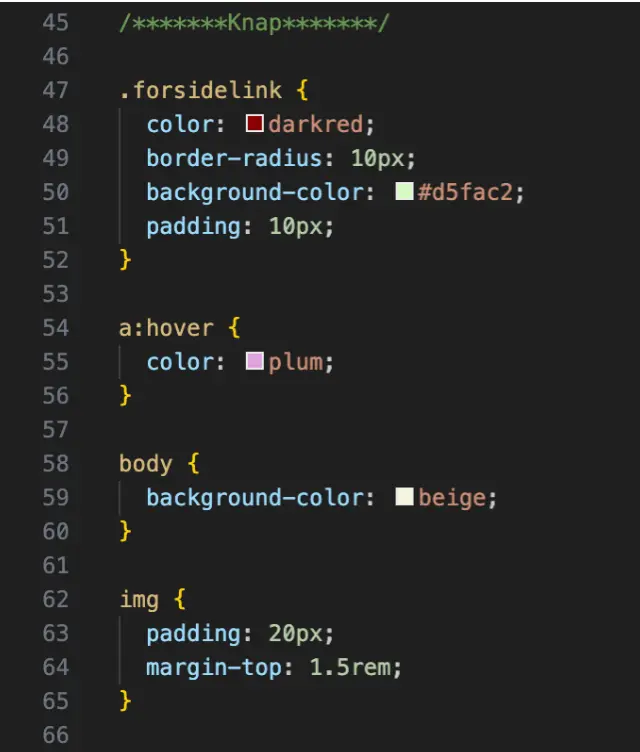 45 /*******Knap*******/
46
47 .forsidelink {
48 color: darkred;
49 border-radius: 10px;
50 background-color: #d5fac2;
51 padding: 10px;
52 }
53
54 a:hover {
55 color: plum;
56 }
57
58 body {
59 background-color: beige;
60 }
61
62 img {
63 padding: 20px;
64 margin-top: 1.5rem;
65 }
66